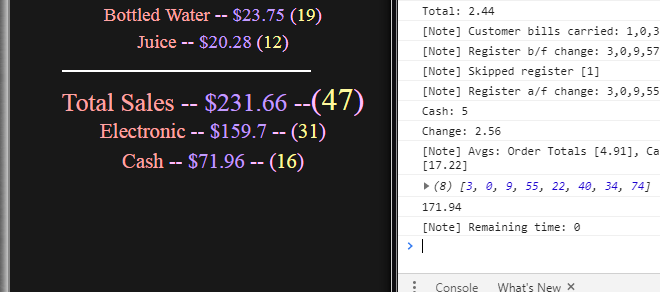 Bottled Water -- $23.75 (19)
Juice -- $20.28 (12)
Total Sales -- $231.66 --(47)
Electronic -- $159.7 -- (31)
Cash -- $71.96 -- (16)
Total: 2.44
[Note] Customer bills carried: 1,0,3
[Note] Register b/f change: 3,0,9,57
[Note] Skipped register [1]
[Note] Register a/f change: 3,0,9,55
Cash: 5
Change: 2.56
[Note] Avgs: Order Totals [4.91], Ca
[17.22]
(8) [3, 0, 9, 55, 22, 40, 34, 74]
171.94
[Note] Remaining time: 0
Console What's New